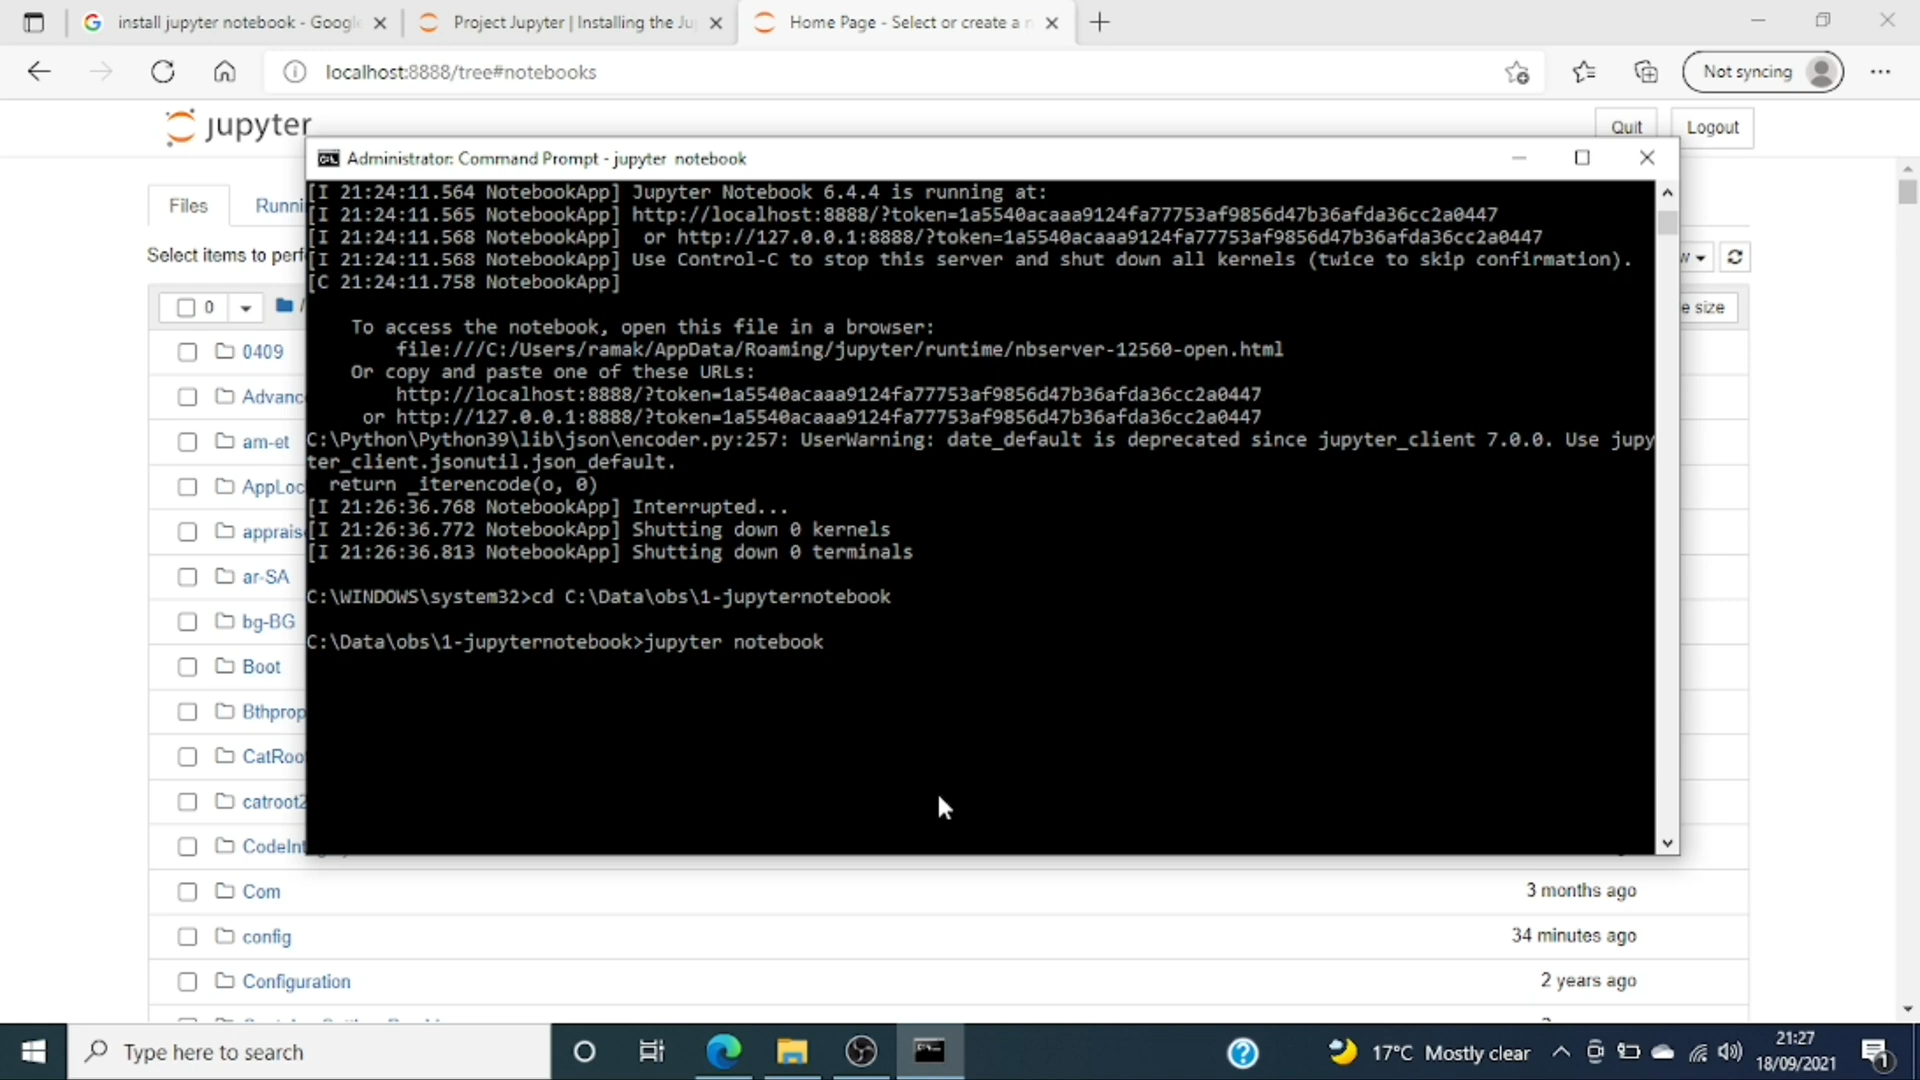 install jupyter notebook - Google
Project Jupyter | Installing the Ju
Home Page - Select or create a n
localhost:8888/tree#notebooks
Not syncing
jupyter
Quit
Logout
Administrator: Command Prompt - jupyter notebook
[I 21:24:11.564 NotebookApp] Jupyter Notebook 6.4.4 is running at:
[I 21:24:11.565 NotebookApp] http://localhost:8888/?token=1a5540acaaa9124fa77753af9856d47b36afda36cc2a0447
[I 21:24:11.568 NotebookApp]  or http://127.0.0.1:8888/?token=1a5540acaaa9124fa77753af9856d47b36afda36cc2a0447
[I 21:24:11.568 NotebookApp] Use Control-C to stop this server and shut down all kernels (twice to skip confirmation).
[C 21:24:11.758 NotebookApp]
To access the notebook, open this file in a browser:
file:///C:/Users/ramak/AppData/Roaming/jupyter/runtime/nbserver-12560-open.html
Or copy and paste one of these URLs:
http://localhost:8888/?token=1a5540acaaa9124fa77753af9856d47b36afda36cc2a0447
or http://127.0.0.1:8888/?token=1a5540acaaa9124fa77753af9856d47b36afda36cc2a0447
C:\Python\Python39\lib\json\encoder.py:257: UserWarning: date_default is deprecated since jupyter_client 7.0.0. Use jupy
ter_client.jsonutil.json_default.
return _iterencode(o, 0)
[I 21:26:36.768 NotebookApp] Interrupted...
[I 21:26:36.772 NotebookApp] Shutting down 0 kernels
[I 21:26:36.813 NotebookApp] Shutting down 0 terminals
C:\WINDOWS\system32>cd C:\Data\obs\1-jupyternotebook
C:\Data\obs\1-jupyternotebook>jupyter notebook
Files
Runni
Select items to perf
w
0
/
e size
0409
Advanc
am-et
AppLoc
appraise
ar-SA
bg-BG
Boot
Bthprop
CatRoo
catroot2
CodeInt
Com
3 months ago
config
34 minutes ago
Configuration
2 years ago
Type here to search
17°C Mostly clear
21:27
18/09/2021
1